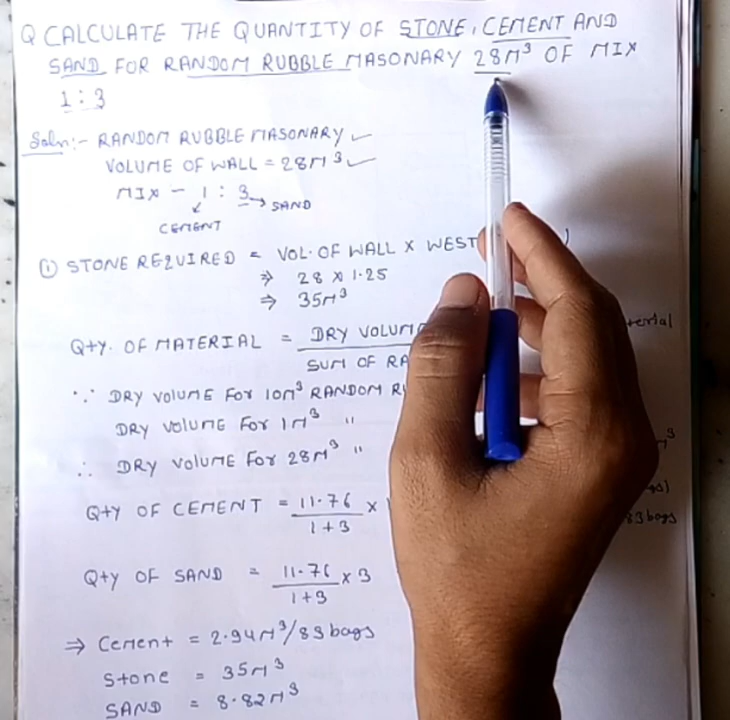 Q CALCULATE THE QUANTITY OF STONE, CEMENT AND
SAND FOR RANDOM RUBBLE MASONARY 28M³ OF MIX
1 : 3
Soln:- RANDOM RUBBLE MASONARY ✓
VOLUME OF WALL = 28M³ ✓
MIX - 1 : 3 → SAND
CEMENT
① STONE REQUIRED = VOL. OF WALL X WEST )
⇒ 28 X 1.25
⇒ 35M³
Q+Y. OF MATERIAL = DRY VOLUM
SUM OF RA
∵ DRY VOLUME FOR 10M³ RANDOM R
DRY VOLUME FOR 1M³ "
∴ DRY VOLUME FOR 28M³ "
Q+Y OF CEMENT = 11.76 X
1+3
83 bags
Q+Y OF SAND = 11.76 X 3
1+3
⇒ Cement = 2.94M³/83 bags
Stone = 35M³
SAND = 8.82M³